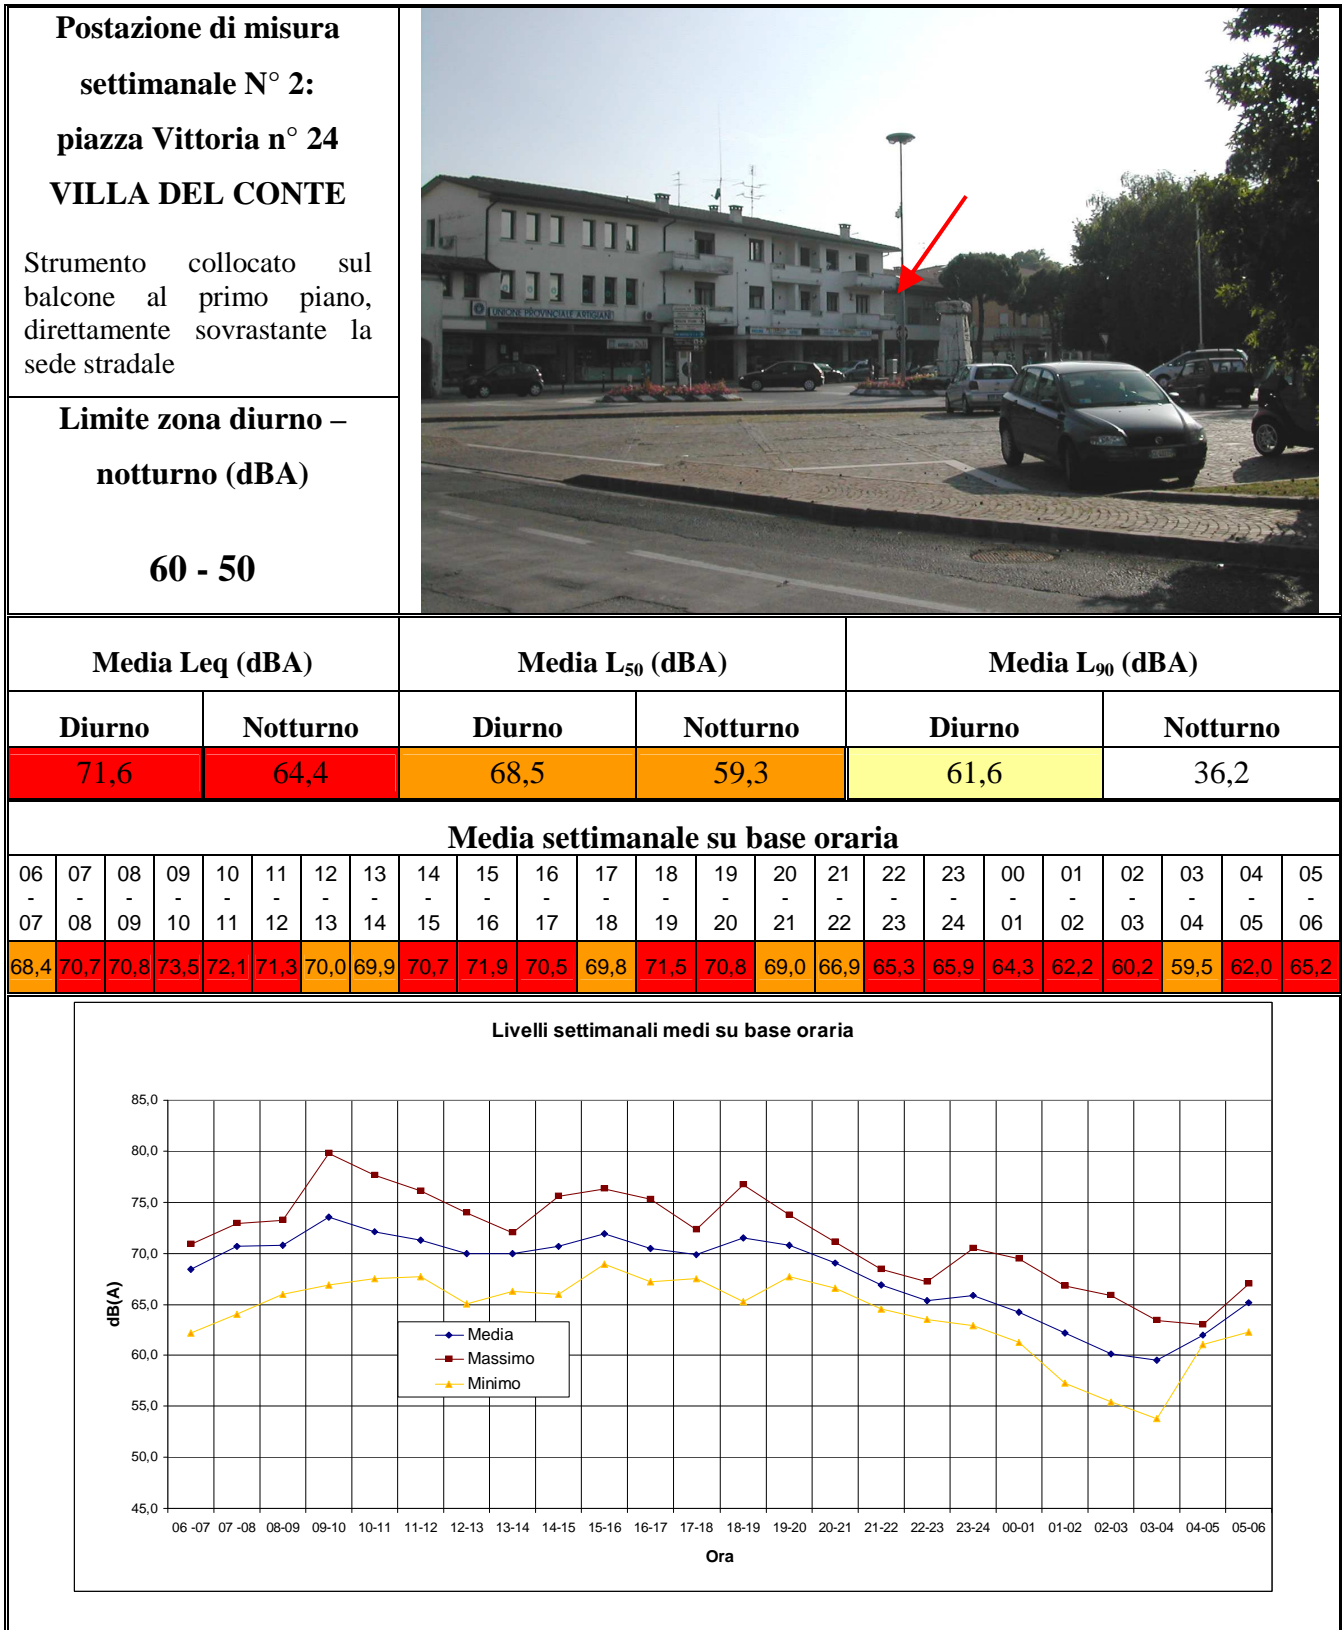 Postazione di misura
settimanale N° 2:
piazza Vittoria n° 24
VILLA DEL CONTE
Strumento collocato sul
balcone al primo piano,
direttamente sovrastante la
sede stradale
Limite zona diurno –
notturno (dBA)
60 - 50
UNIONE PROVINCIALE ARTIGIANI
Media Leq (dBA) Media L50 (dBA) Media L90 (dBA)
Diurno Notturno Diurno Notturno Diurno Notturno
71,6 64,4 68,5 59,3 61,6 36,2
Media settimanale su base oraria
06 07 08 09 10 11 12 13 14 15 16 17 18 19 20 21 22 23 00 01 02 03 04 05
- - - - - - - - - - - - - - - - - - - - - - - -
07 08 09 10 11 12 13 14 15 16 17 18 19 20 21 22 23 24 01 02 03 04 05 06
68,4 70,7 70,8 73,5 72,1 71,3 70,0 69,9 70,7 71,9 70,5 69,8 71,5 70,8 69,0 66,9 65,3 65,9 64,3 62,2 60,2 59,5 62,0 65,2
Livelli settimanali medi su base oraria
85,0
80,0
75,0
70,0
65,0
60,0
55,0
50,0
45,0
dB(A)
Media
Massimo
Minimo
06 -07 07 -08 08-09 09-10 10-11 11-12 12-13 13-14 14-15 15-16 16-17 17-18 18-19 19-20 20-21 21-22 22-23 23-24 00-01 01-02 02-03 03-04 04-05 05-06
Ora